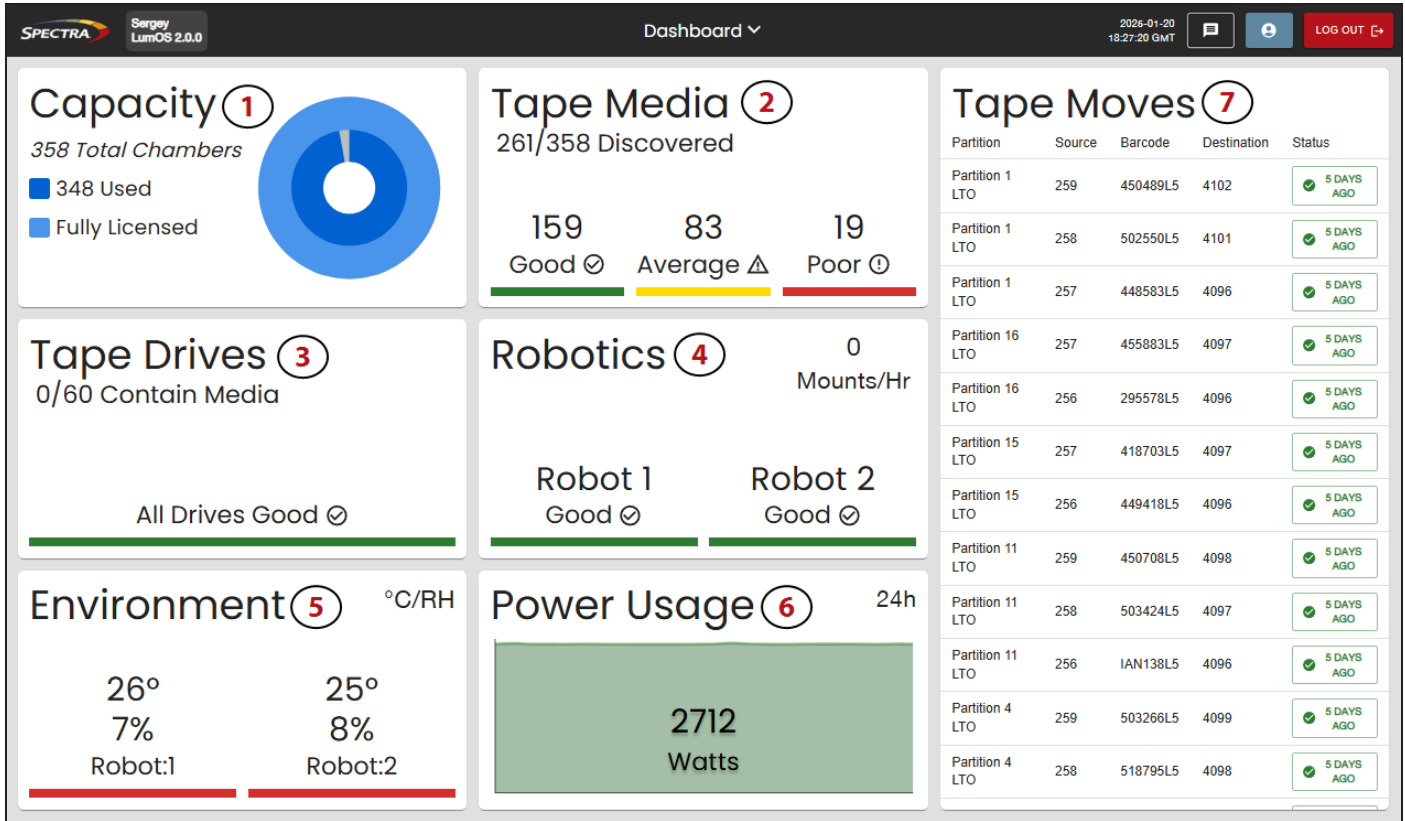 SPECTRA
Sergey
LumOS 2.0.0
Dashboard
2026-01-20
18:27:20 GMT
LOG OUT
Capacity 1
358 Total Chambers
348 Used
Fully Licensed
Tape Media 2
261/358 Discovered
159 83 19
Good Average Poor
Tape Drives 3
0/60 Contain Media
All Drives Good
Robotics 4
0
Mounts/Hr
Robot 1 Robot 2
Good Good
Environment 5 °C/RH
26° 25°
7% 8%
Robot:1 Robot:2
Power Usage 6 24h
2712
Watts
Tape Moves 7
Partition Source Barcode Destination Status
Partition 1 LTO 259 450489L5 4102 5 DAYS AGO
Partition 1 LTO 258 502550L5 4101 5 DAYS AGO
Partition 1 LTO 257 448583L5 4096 5 DAYS AGO
Partition 16 LTO 257 455883L5 4097 5 DAYS AGO
Partition 16 LTO 256 295578L5 4096 5 DAYS AGO
Partition 15 LTO 257 418703L5 4097 5 DAYS AGO
Partition 15 LTO 256 449418L5 4096 5 DAYS AGO
Partition 11 LTO 259 450708L5 4098 5 DAYS AGO
Partition 11 LTO 258 503424L5 4097 5 DAYS AGO
Partition 11 LTO 256 IAN138L5 4096 5 DAYS AGO
Partition 4 LTO 259 503266L5 4099 5 DAYS AGO
Partition 4 LTO 258 518795L5 4098 5 DAYS AGO